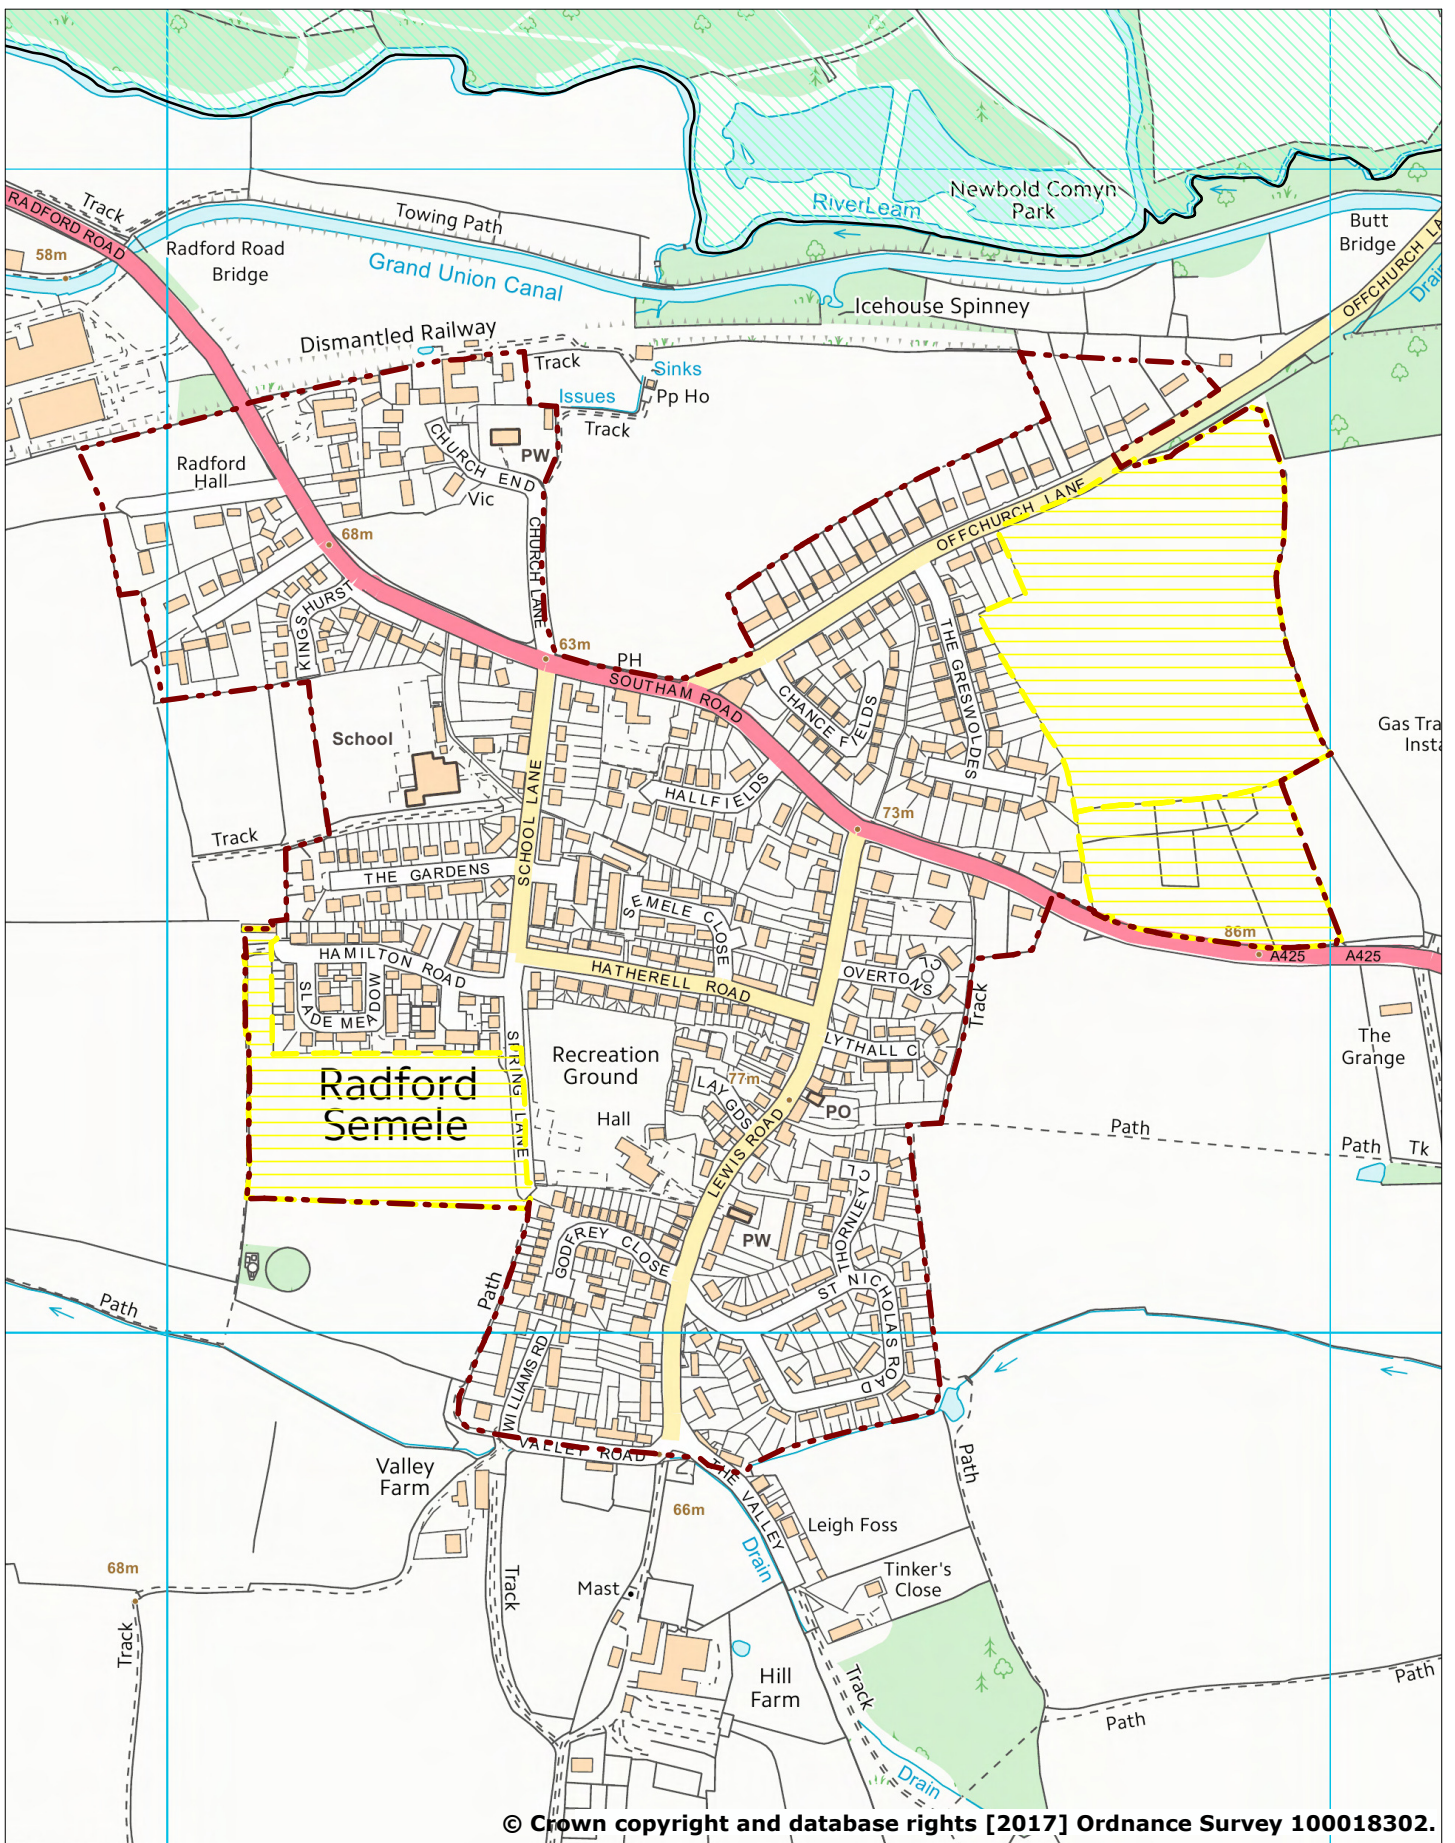 Newbold Comyn
Park
River Leam
Butt
Bridge
OFFCHURCH LA
Drain
RADFORD ROAD
Track
58m
Radford Road
Bridge
Towing Path
Grand Union Canal
Icehouse Spinney
Dismantled Railway
Track
Sinks
Issues
Pp Ho
Track
Radford
Hall
CHURCH END
PW
Vic
68m
CHURCH LANE
OFFCHURCH LANE
KINGSHURST
63m
PH
SOUTHAM ROAD
THE GRESWOLDES
CHANCE FIELDS
School
Gas Tra
Insta
HALLFIELDS
73m
SCHOOL LANE
Track
THE GARDENS
SEMELE CLOSE
86m
A425
A425
HAMILTON ROAD
SLADE MEADOW
HATHERELL ROAD
OVERTONS
Track
LYTHALL C
The
Grange
SPRING LANE
Recreation
Ground
Radford
Semele
77m
LAYGDS
PO
Hall
LEWIS ROAD
Path
Path
Tk
THORNLEY CL
PW
GODFREY CLOSE
ST NICHOLAS ROAD
Path
Path
WILLIAMS RD
VALLEY ROAD
Valley
Farm
THE VALLEY
Path
66m
Leigh Foss
Drain
68m
Track
Mast
Tinker's
Close
Track
Hill
Farm
Track
Path
Path
Drain
© Crown copyright and database rights [2017] Ordnance Survey 100018302.